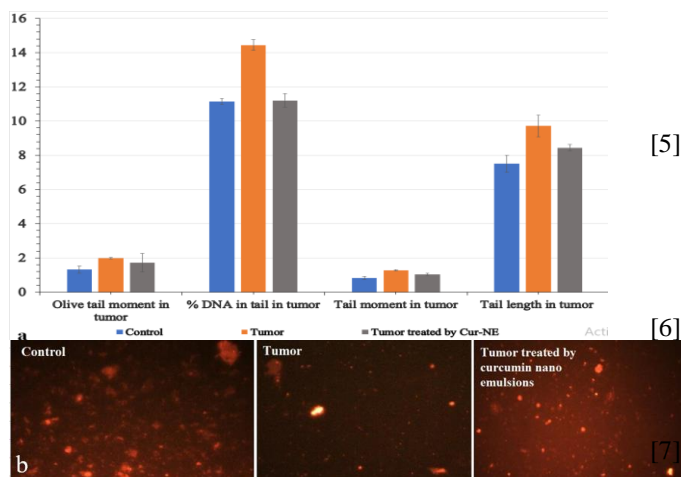 16
14
12
10
8
6
4
2
0
Olive tail moment in tumor
% DNA in tail in tumor
Tail moment in tumor
Tail length in tumor
a
Control
Tumor
Tumor treated by Cur-NE
Acti
[5]
[6]
Control
Tumor
Tumor treated by
curcumin nano
emulsions
b
[7]